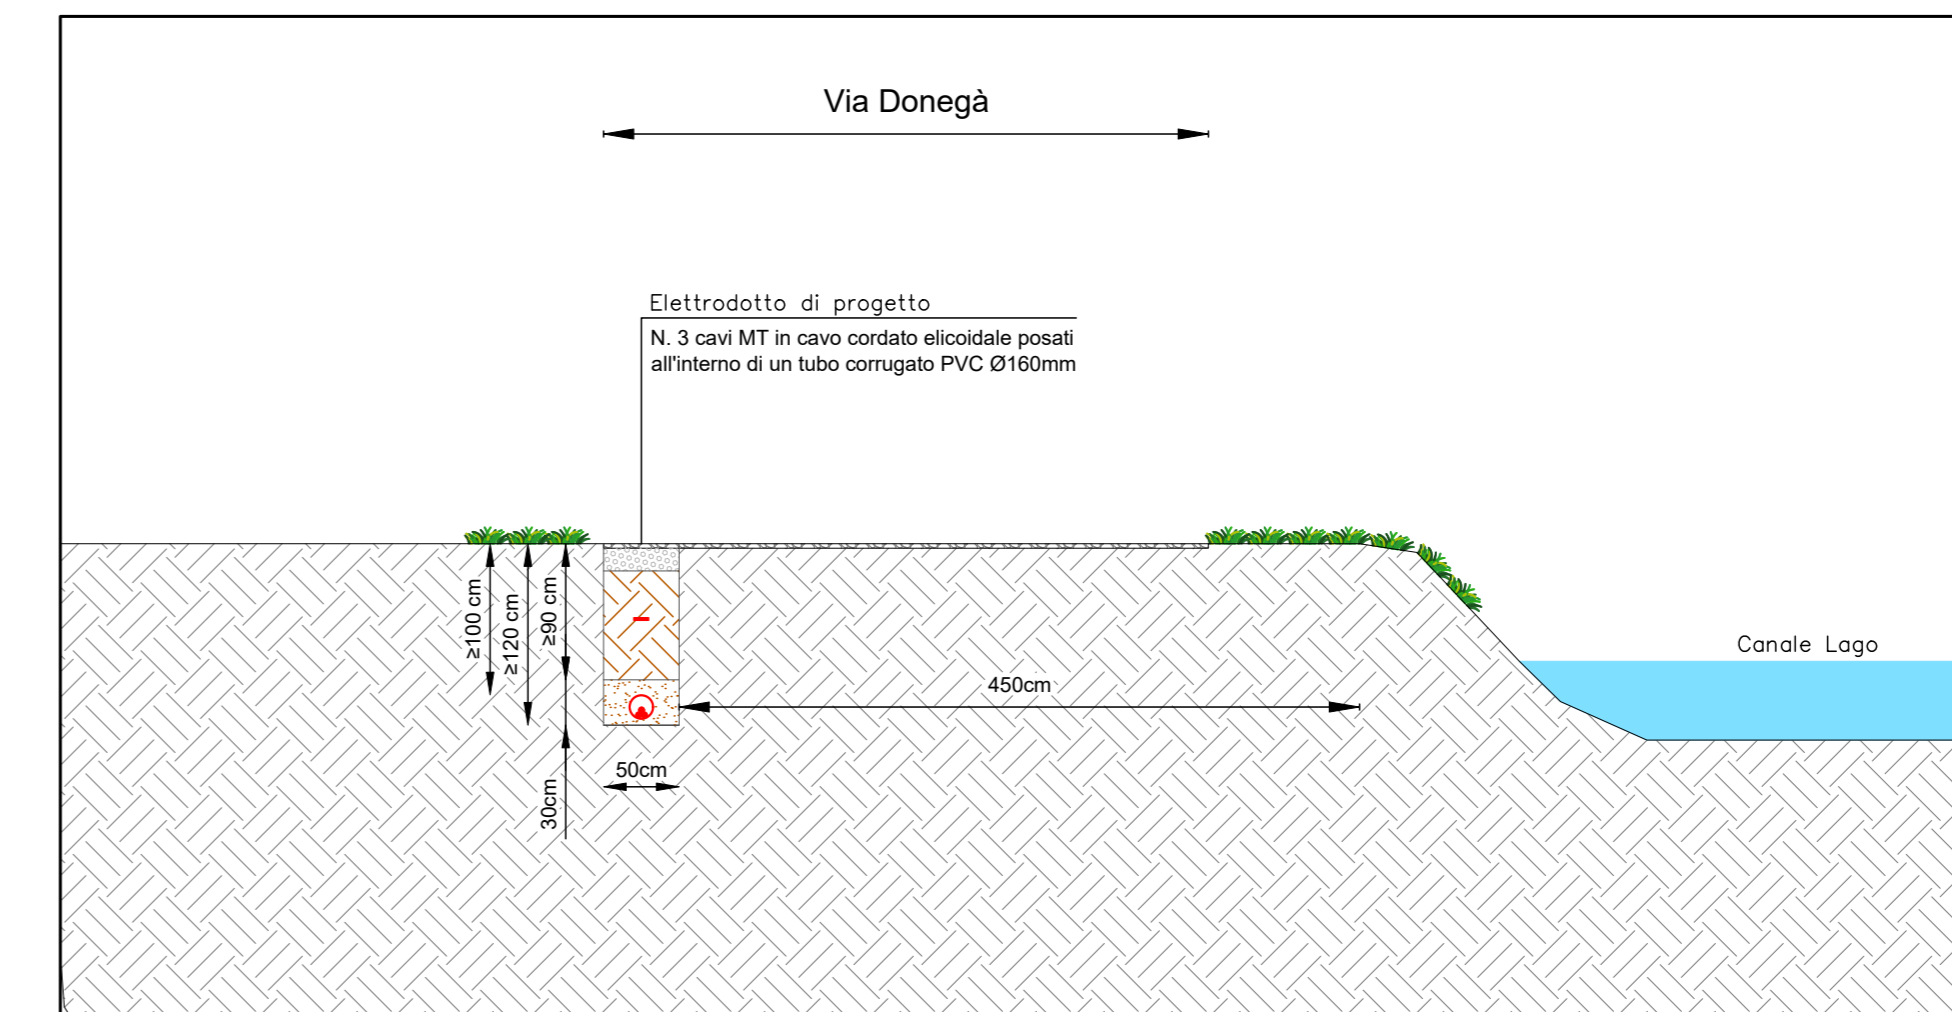 Via Donegà
Elettrodotto di progetto
N. 3 cavi MT in cavo cordato elicoidale posati
all'interno di un tubo corrugato PVC Ø160mm
≥100 cm
≥120 cm
≥90 cm
Canale Lago
450cm
50cm
30cm